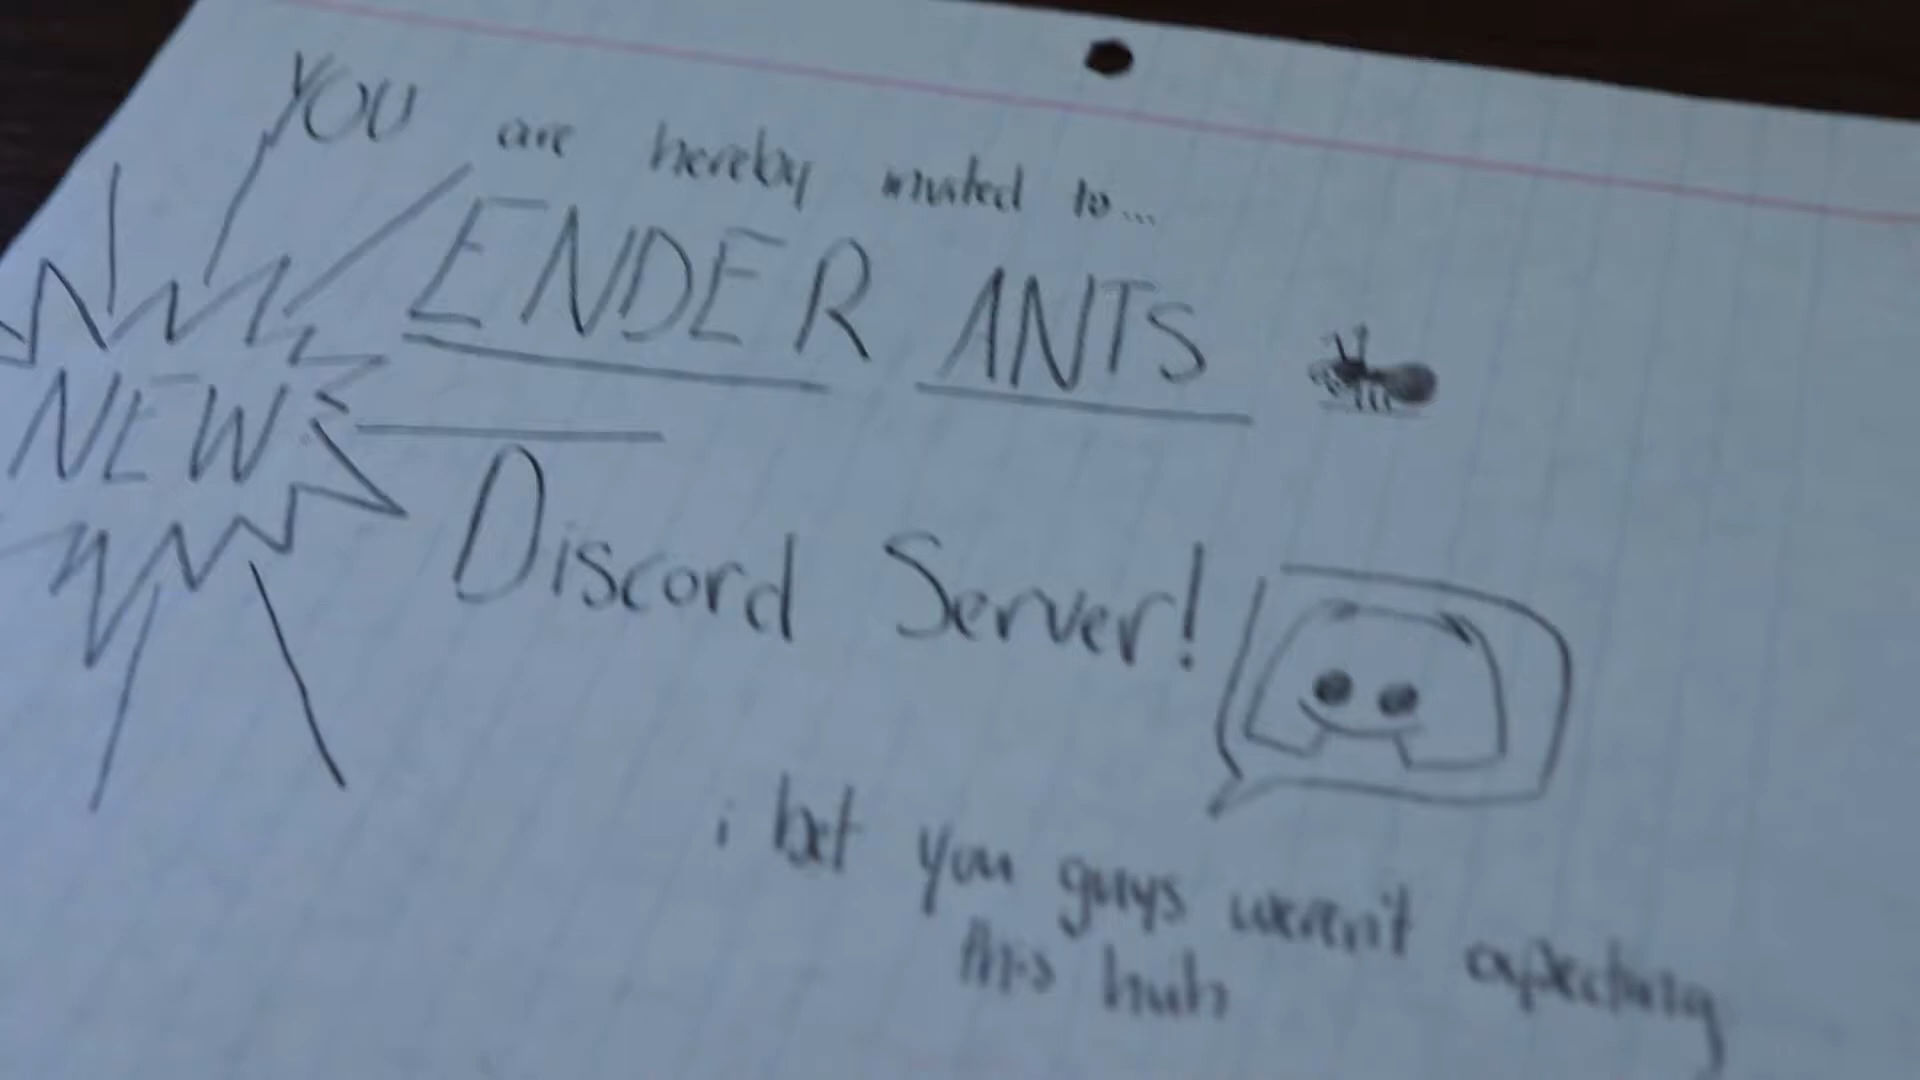 YOU are hereby invited to...
ENDER ANTS
NEW
Discord Server!
i bet you guys weren't expecting
this huh